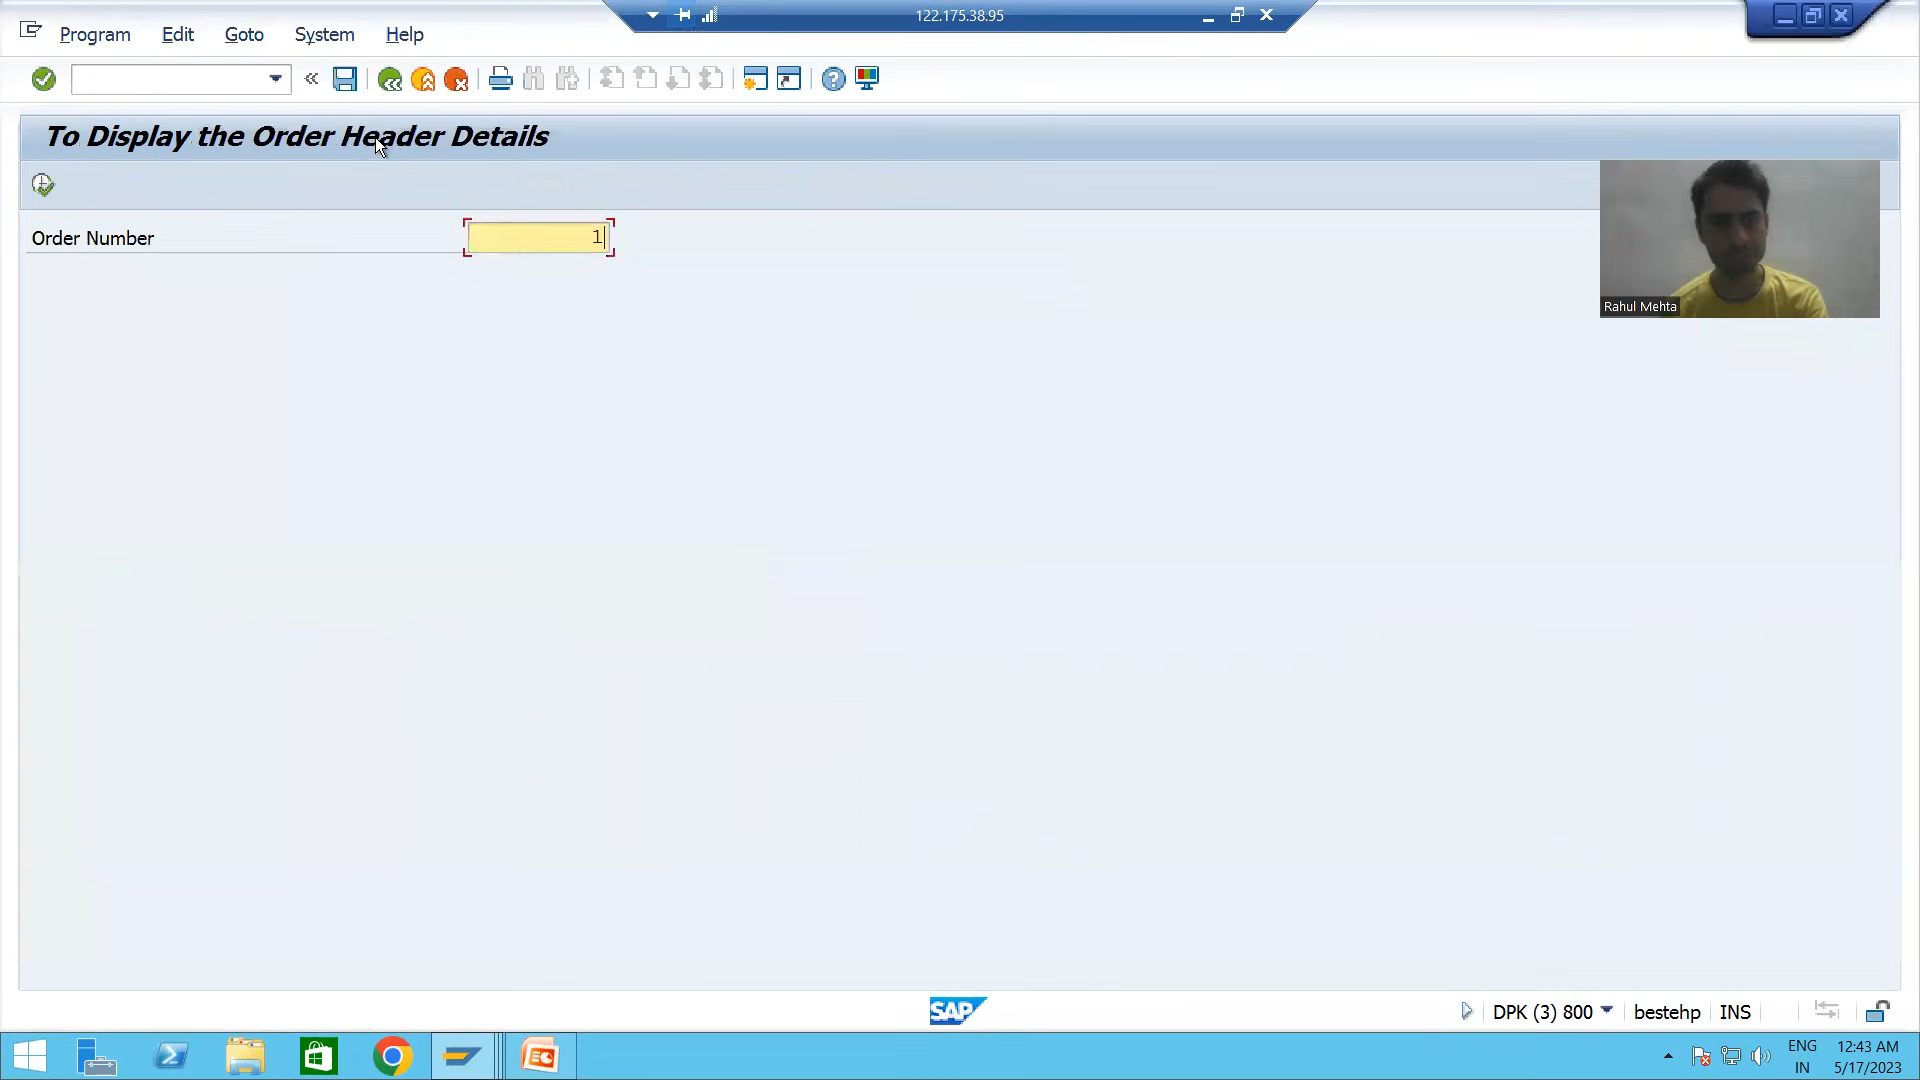 122.175.38.95
Program Edit Goto System Help
To Display the Order Header Details
Order Number 1
Rahul Mehta
SAP
DPK (3) 800 bestehp INS
ENG 12:43 AM
IN 5/17/2023